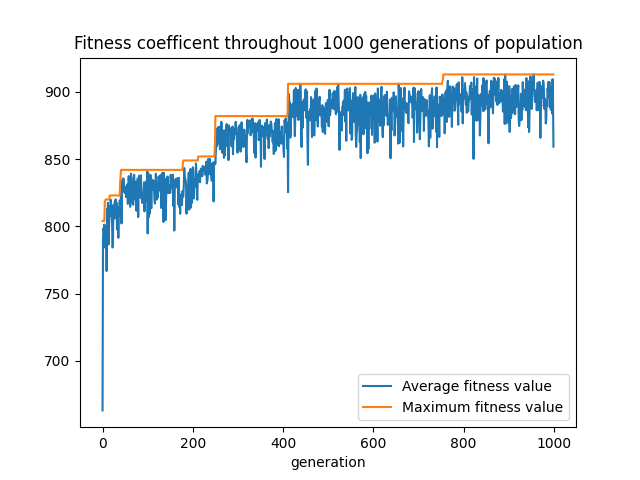 Fitness coefficent throughout 1000 generations of population
900
850
800
750
700
Average fitness value
Maximum fitness value
0 200 400 600 800 1000
generation